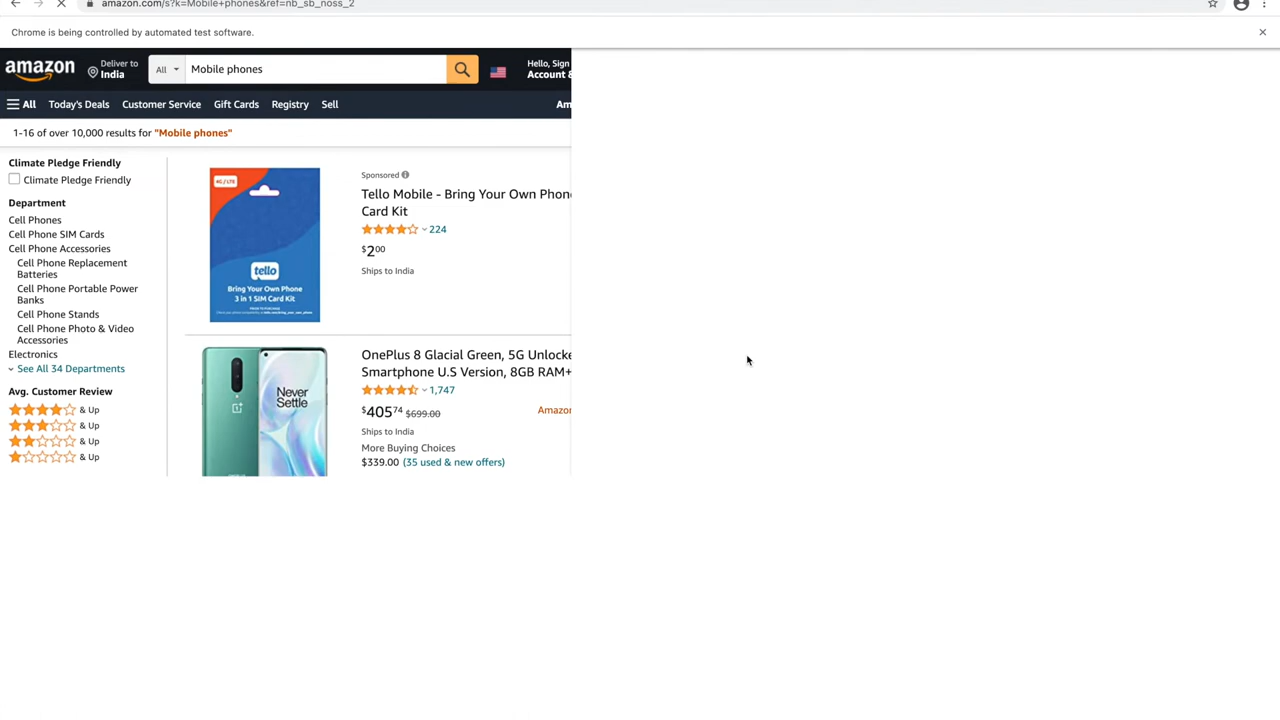 amazon.com/s?k=Mobile+phones&ref=nb_sb_noss_2
Chrome is being controlled by automated test software.
amazon
Deliver to
India
All
Mobile phones
Hello, Sign
Account &
All
Today's Deals
Customer Service
Gift Cards
Registry
Sell
Am
1-16 of over 10,000 results for "Mobile phones"
Climate Pledge Friendly
Climate Pledge Friendly
Department
Cell Phones
Cell Phone SIM Cards
Cell Phone Accessories
Cell Phone Replacement
Batteries
Cell Phone Portable Power
Banks
Cell Phone Stands
Cell Phone Photo & Video
Accessories
Electronics
See All 34 Departments
Avg. Customer Review
& Up
& Up
& Up
& Up
4G / LTE
tello
Bring Your Own Phone
3 in 1 SIM Card Kit
Sponsored
Tello Mobile - Bring Your Own Phon
Card Kit
224
$200
Ships to India
NEVER
SETTLE
OnePlus 8 Glacial Green, 5G Unlocke
Smartphone U.S Version, 8GB RAM+
1,747
$40574 $699.00
Amazon
Ships to India
More Buying Choices
$339.00 (35 used & new offers)